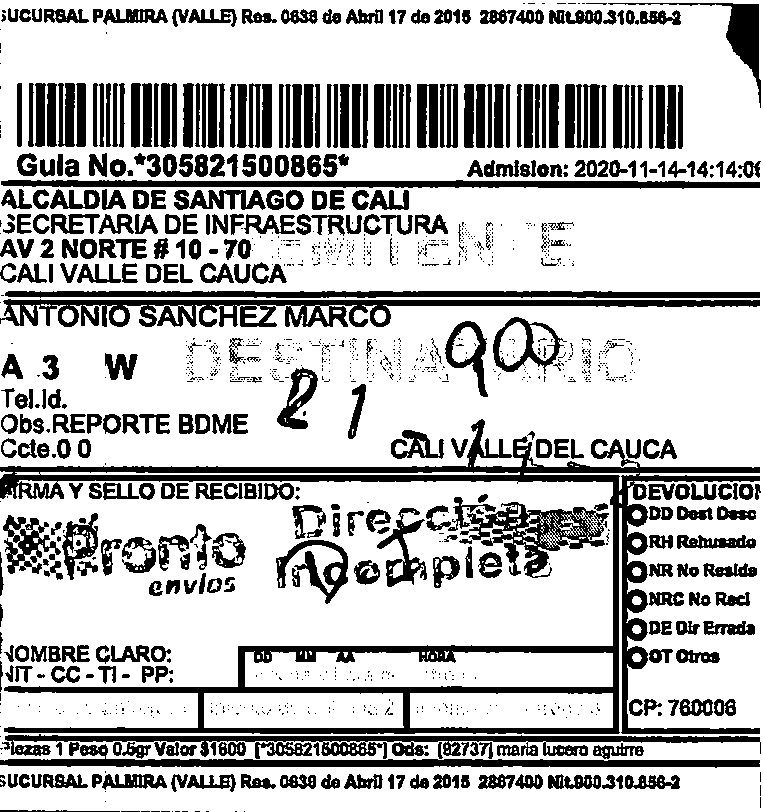 SUCURSAL PALMIRA (VALLE) Res. 0638 de Abril 17 de 2015 2867400 Nit.900.310.856-2
Guia No.*305821500865*
Admision: 2020-11-14-14:14:06
ALCALDIA DE SANTIAGO DE CALI
SECRETARIA DE INFRAESTRUCTURA
AV 2 NORTE # 10 - 70
REMITENTE
CALI VALLE DEL CAUCA
ANTONIO SANCHEZ MARCO
900
A 3 W
DESTINATARIO
Tel.Id.
21
Obs.REPORTE BDME
Ccte.0 0
CALI VALLE DEL CAUCA
FIRMA Y SELLO DE RECIBIDO:
DEVOLUCION
DD Dest Desc
RH Rehusado
NR No Reside
NRC No Recl
DE Dir Errada
OT Otros
Pronto
envios
Dirección
Incompleta
NOMBRE CLARO:
NIT - CC - TI - PP:
DD MM AA HORA
CP: 760006
Piezas 1 Peso 0.5gr Valor $1600 [*305821500865*] Ods: [92737] maria lucero aguirre
SUCURSAL PALMIRA (VALLE) Res. 0638 de Abril 17 de 2015 2867400 Nit.900.310.856-2